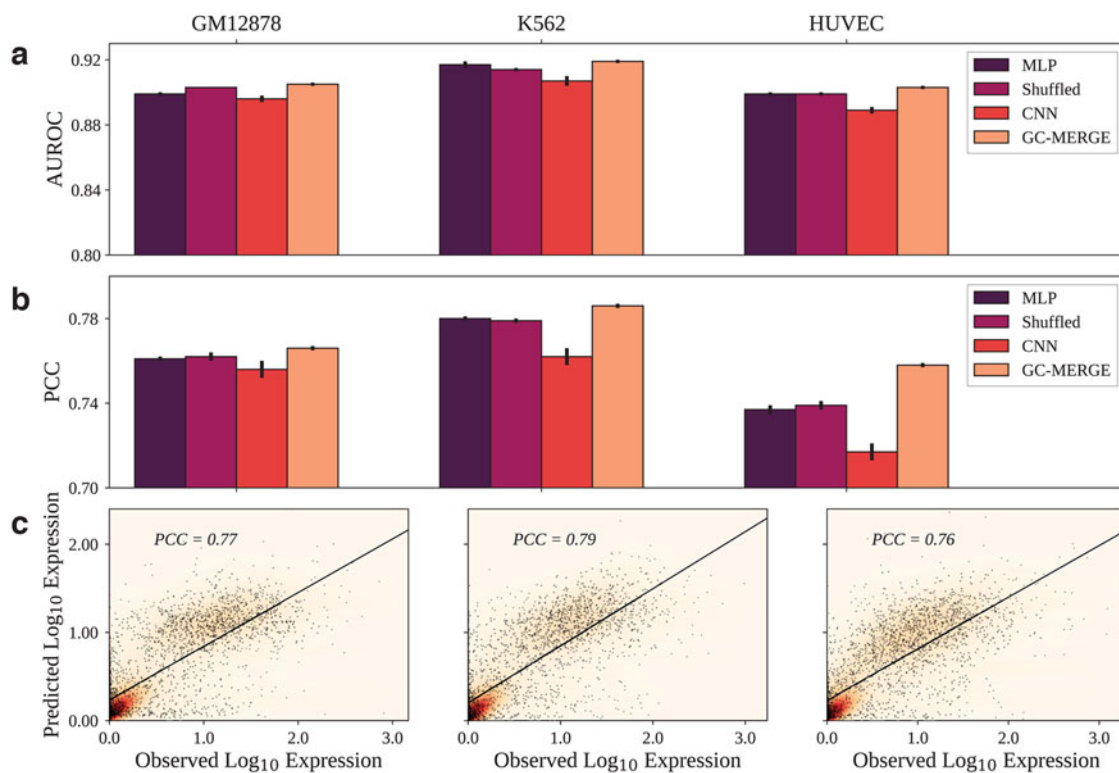 GM12878 K562 HUVEC
a
AUROC
0.92
0.88
0.84
0.80
MLP
Shuffled
CNN
GC-MERGE
b
PCC
0.78
0.74
0.70
MLP
Shuffled
CNN
GC-MERGE
c
Predicted Log10 Expression
2.00
1.00
0.00
PCC = 0.77 PCC = 0.79 PCC = 0.76
0.0 1.0 2.0 3.0 0.0 1.0 2.0 3.0 0.0 1.0 2.0 3.0
Observed Log10 Expression Observed Log10 Expression Observed Log10 Expression